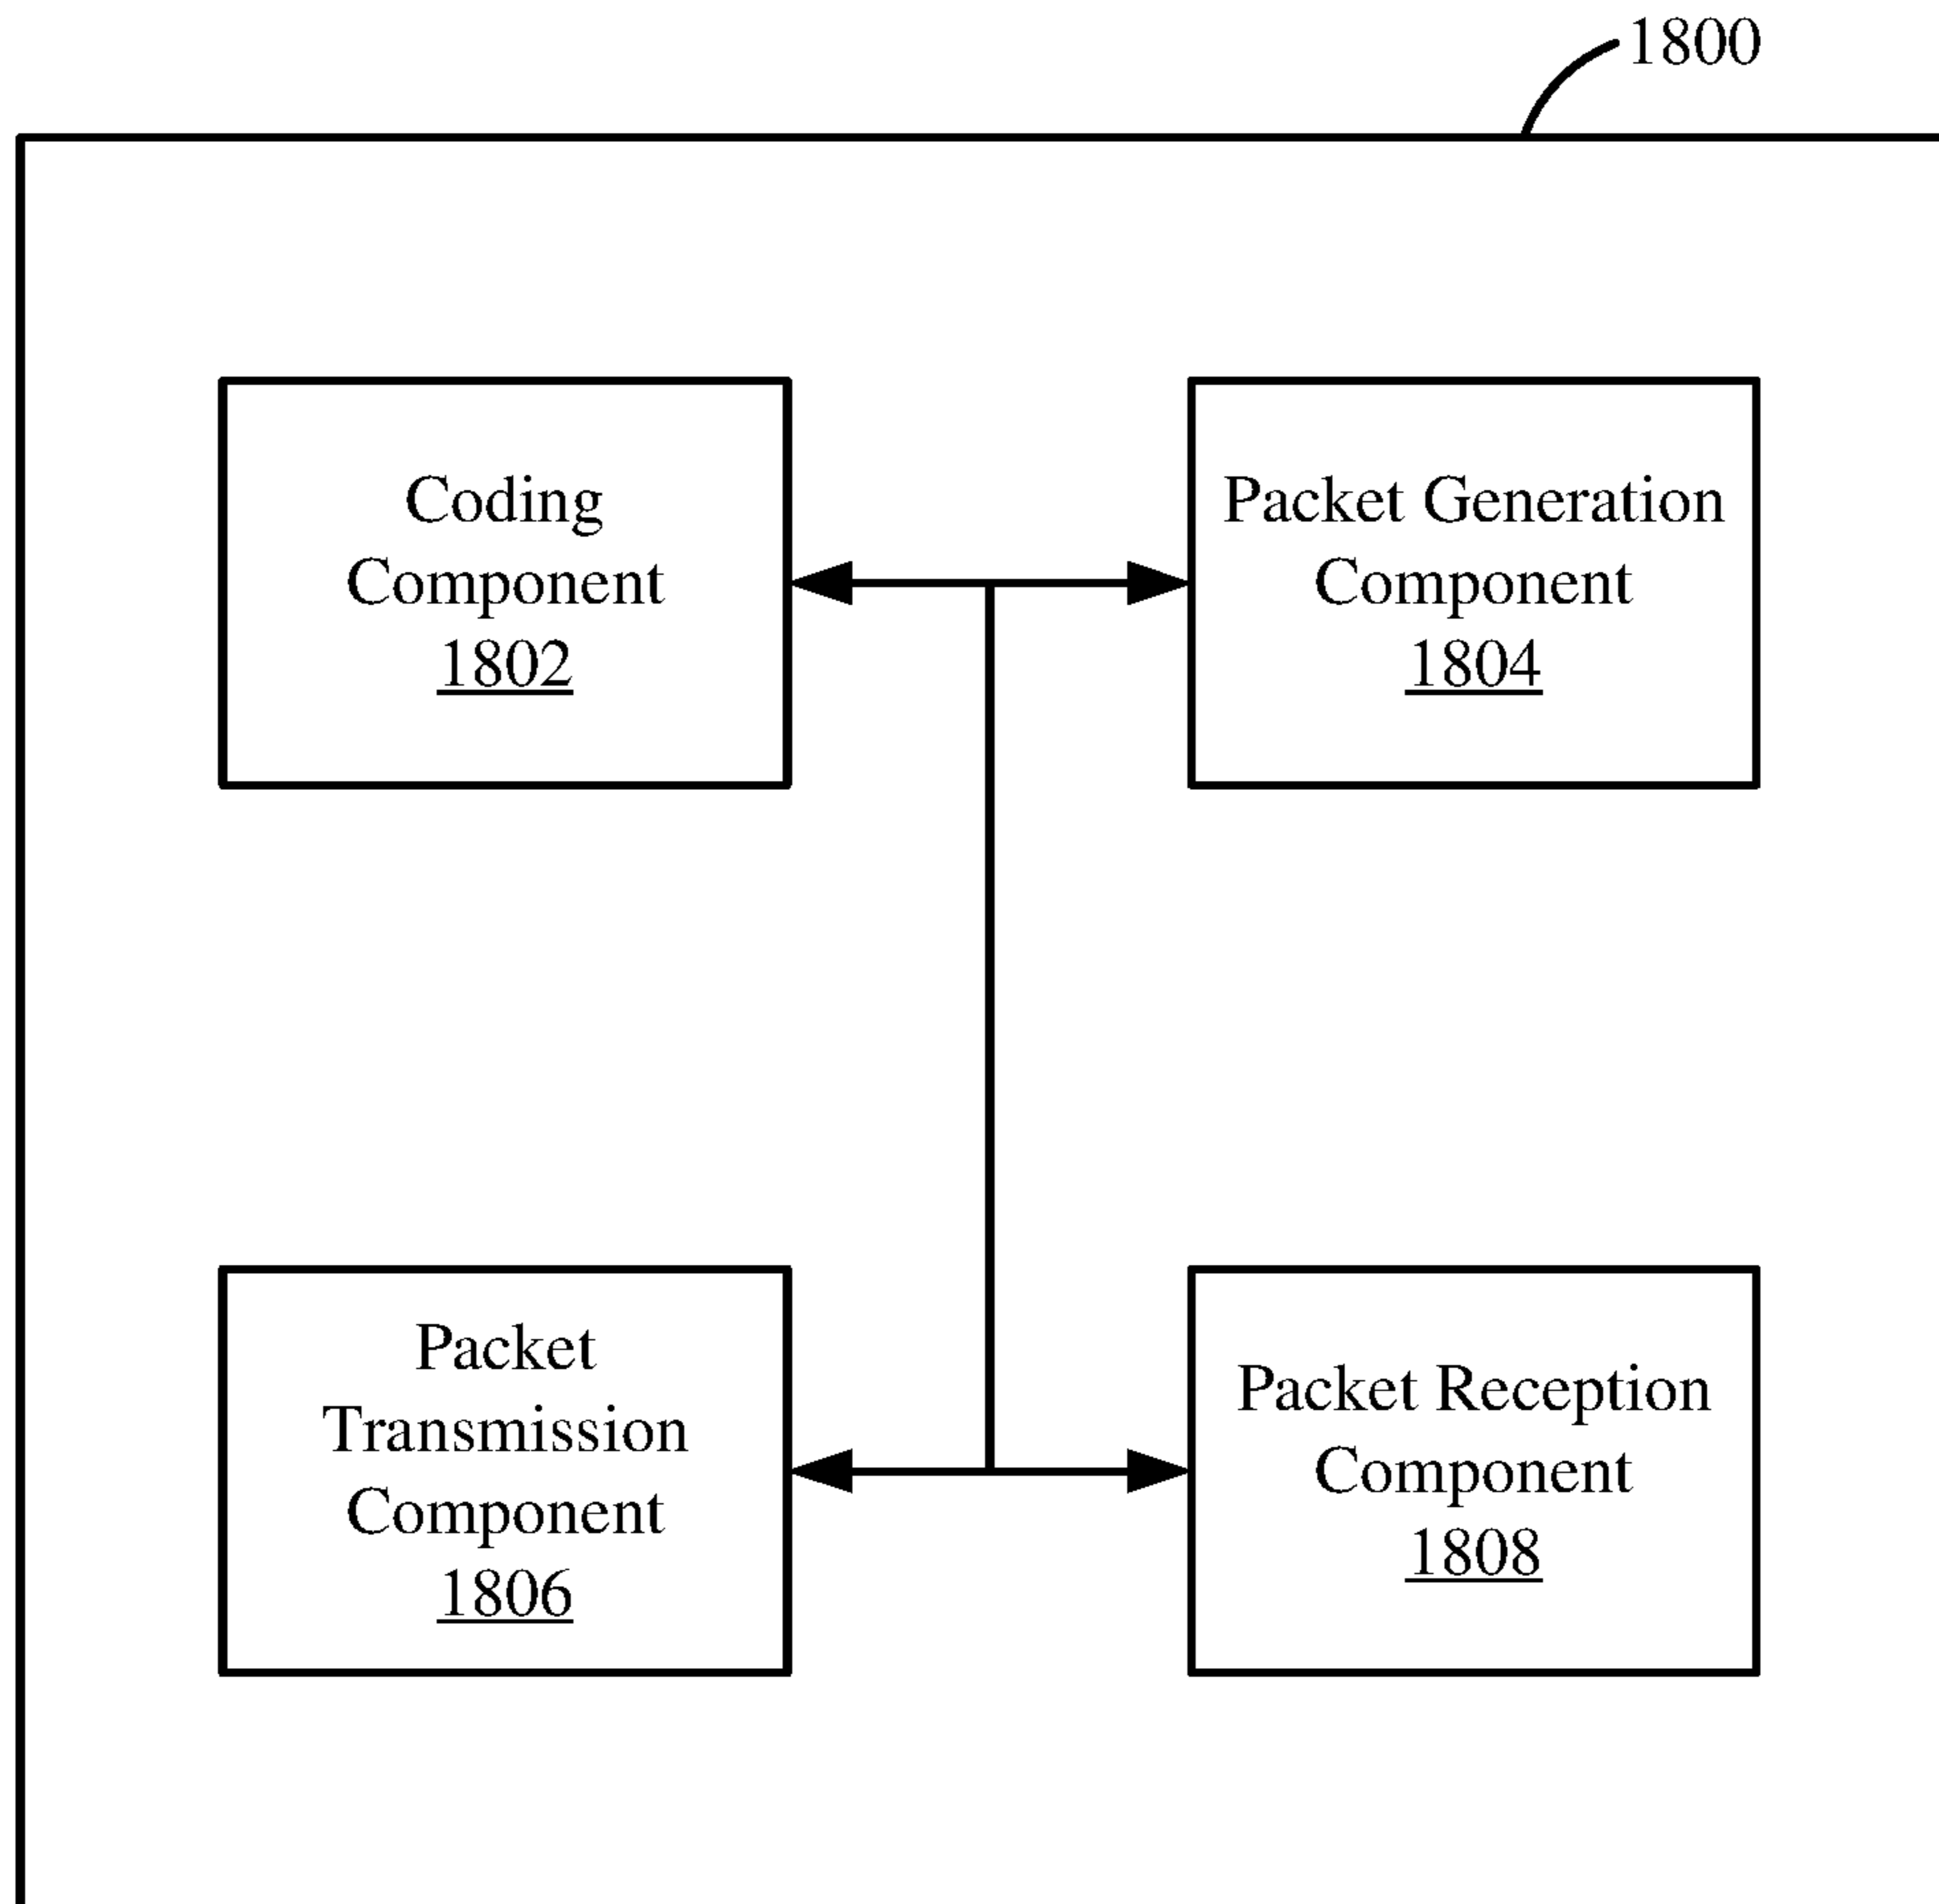 1800
Coding
Component
1802
Packet Generation
Component
1804
Packet
Transmission
Component
1806
Packet Reception
Component
1808